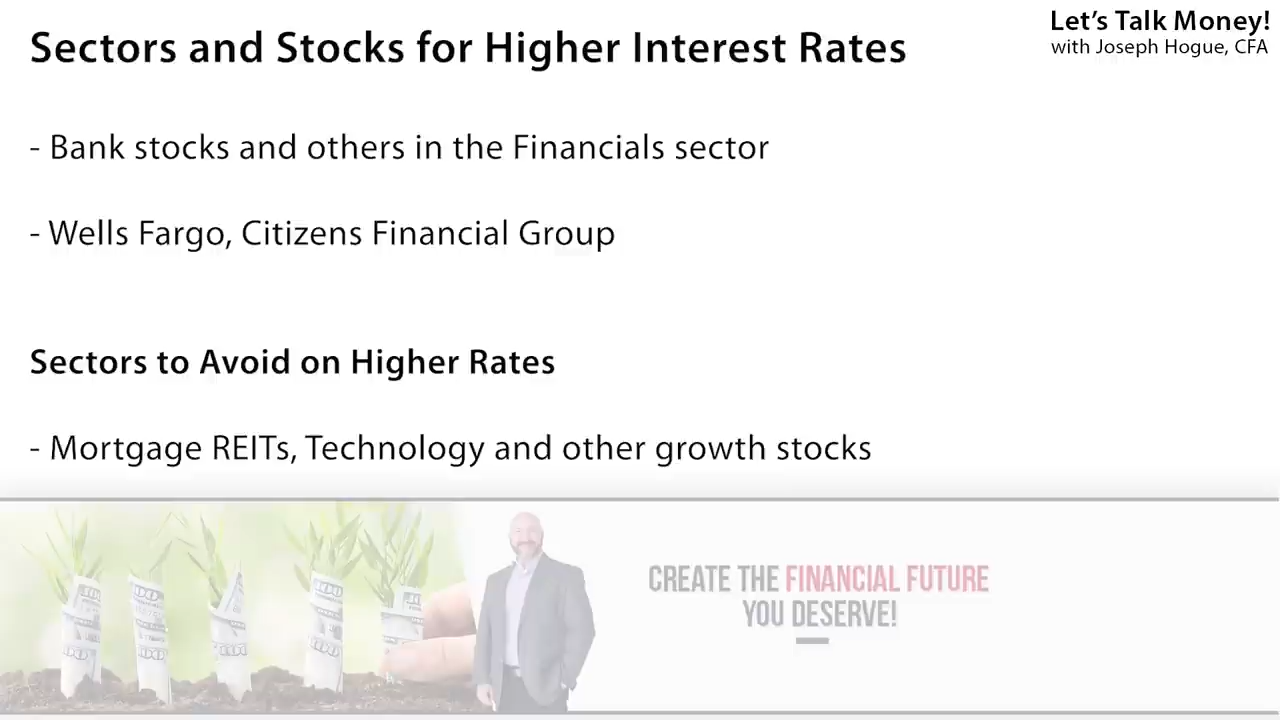 Let's Talk Money!
with Joseph Hogue, CFA
Sectors and Stocks for Higher Interest Rates
- Bank stocks and others in the Financials sector
- Wells Fargo, Citizens Financial Group
Sectors to Avoid on Higher Rates
- Mortgage REITs, Technology and other growth stocks
CREATE THE FINANCIAL FUTURE
YOU DESERVE!